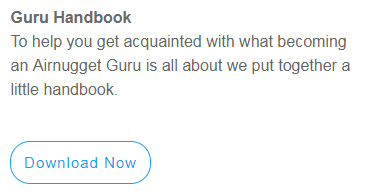 Guru Handbook
To help you get acquainted with what becoming
an Airnugget Guru is all about we put together a
little handbook.
Download Now